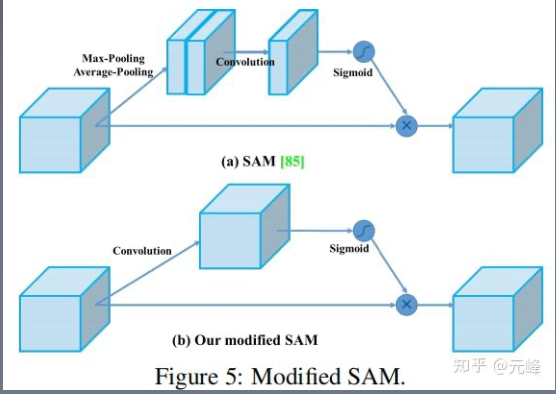 Max-Pooling
Average-Pooling
Convolution
Sigmoid
×
(a) SAM [85]
Convolution
Sigmoid
×
(b) Our modified SAM
Figure 5: Modified SAM.
知乎 @元峰